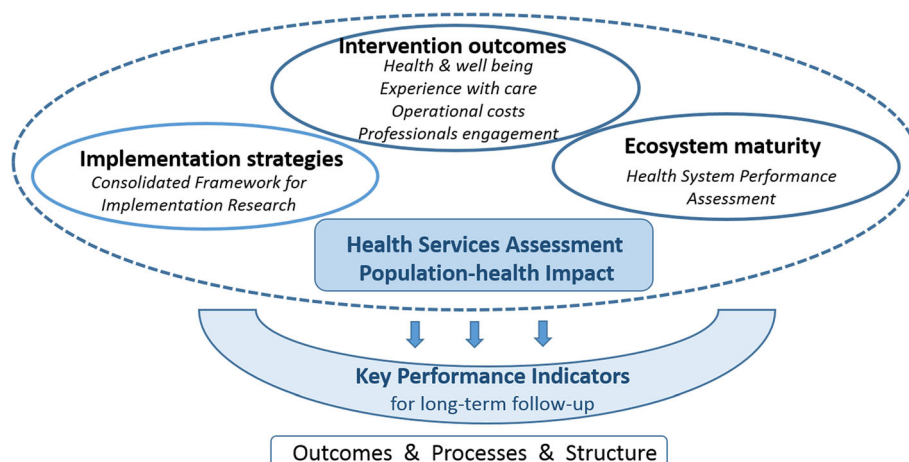 Intervention outcomes
Health & well being
Experience with care
Operational costs
Professionals engagement
Implementation strategies
Consolidated Framework for
Implementation Research
Ecosystem maturity
Health System Performance
Assessment
Health Services Assessment
Population-health Impact
Key Performance Indicators
for long-term follow-up
Outcomes & Processes & Structure